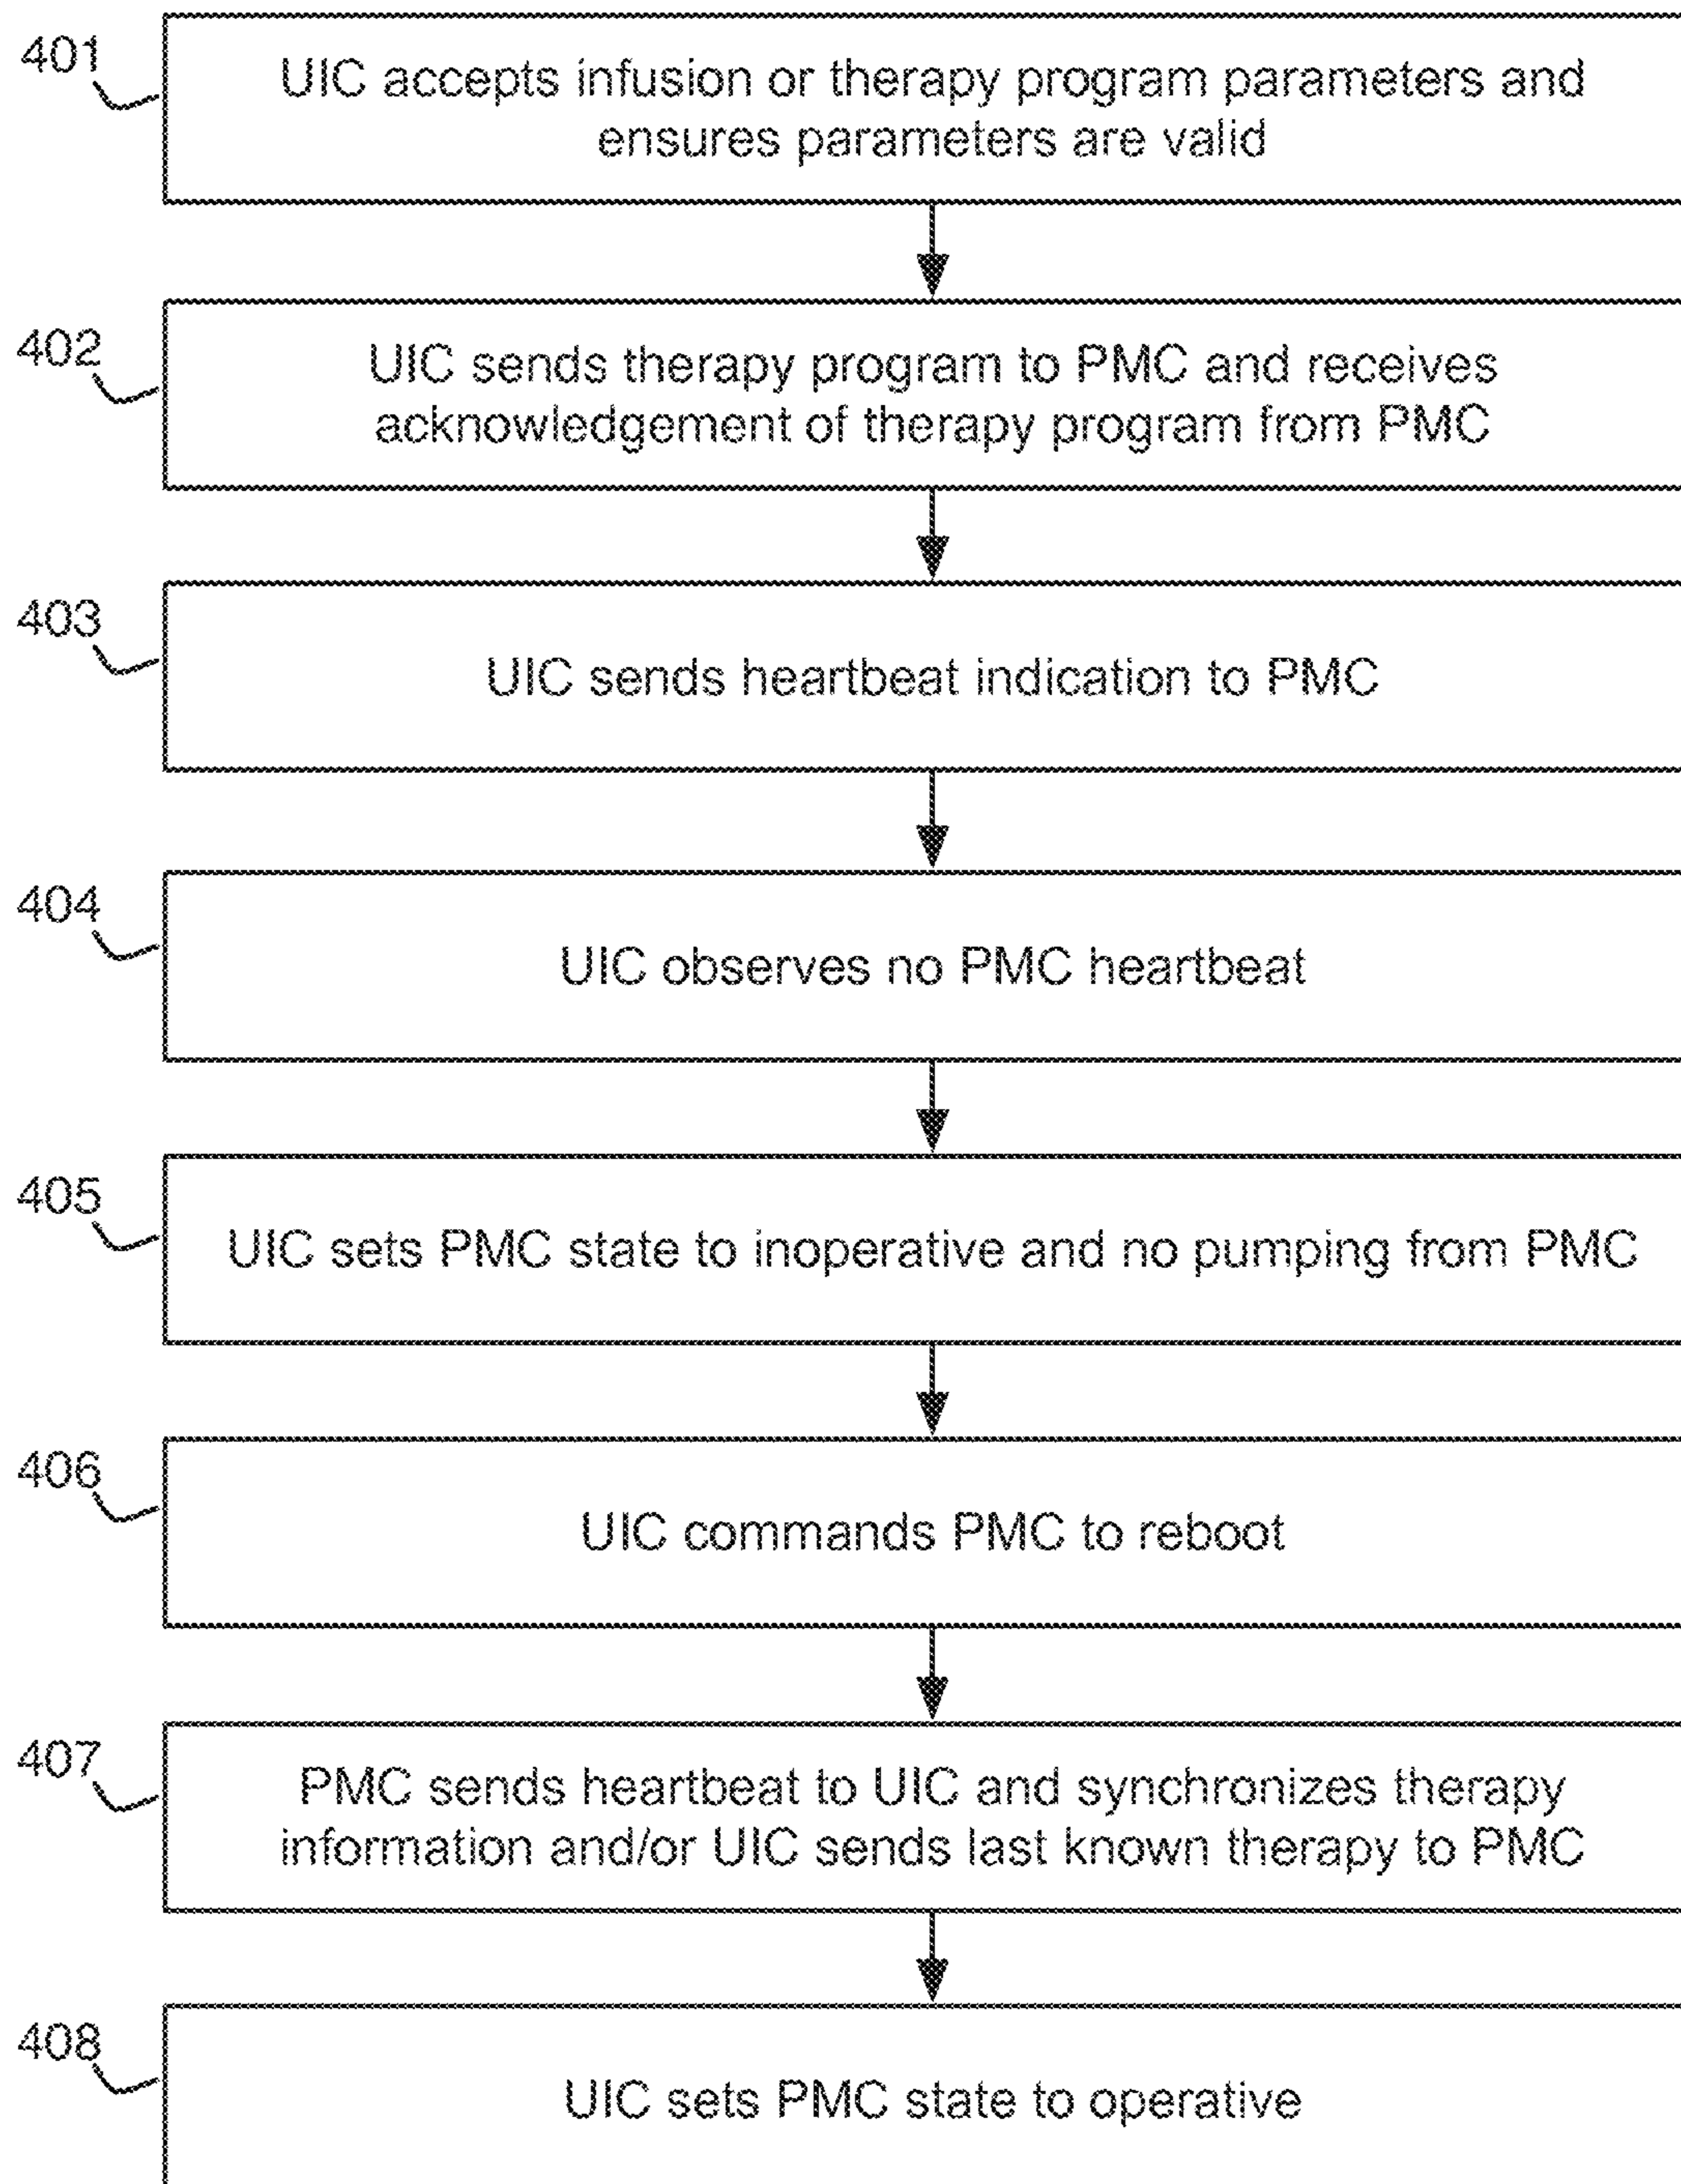 401
UIC accepts infusion or therapy program parameters and
ensures parameters are valid
402
UIC sends therapy program to PMC and receives
acknowledgement of therapy program from PMC
403
UIC sends heartbeat indication to PMC
404
UIC observes no PMC heartbeat
405
UIC sets PMC state to inoperative and no pumping from PMC
406
UIC commands PMC to reboot
407
PMC sends heartbeat to UIC and synchronizes therapy
information and/or UIC sends last known therapy to PMC
408
UIC sets PMC state to operative